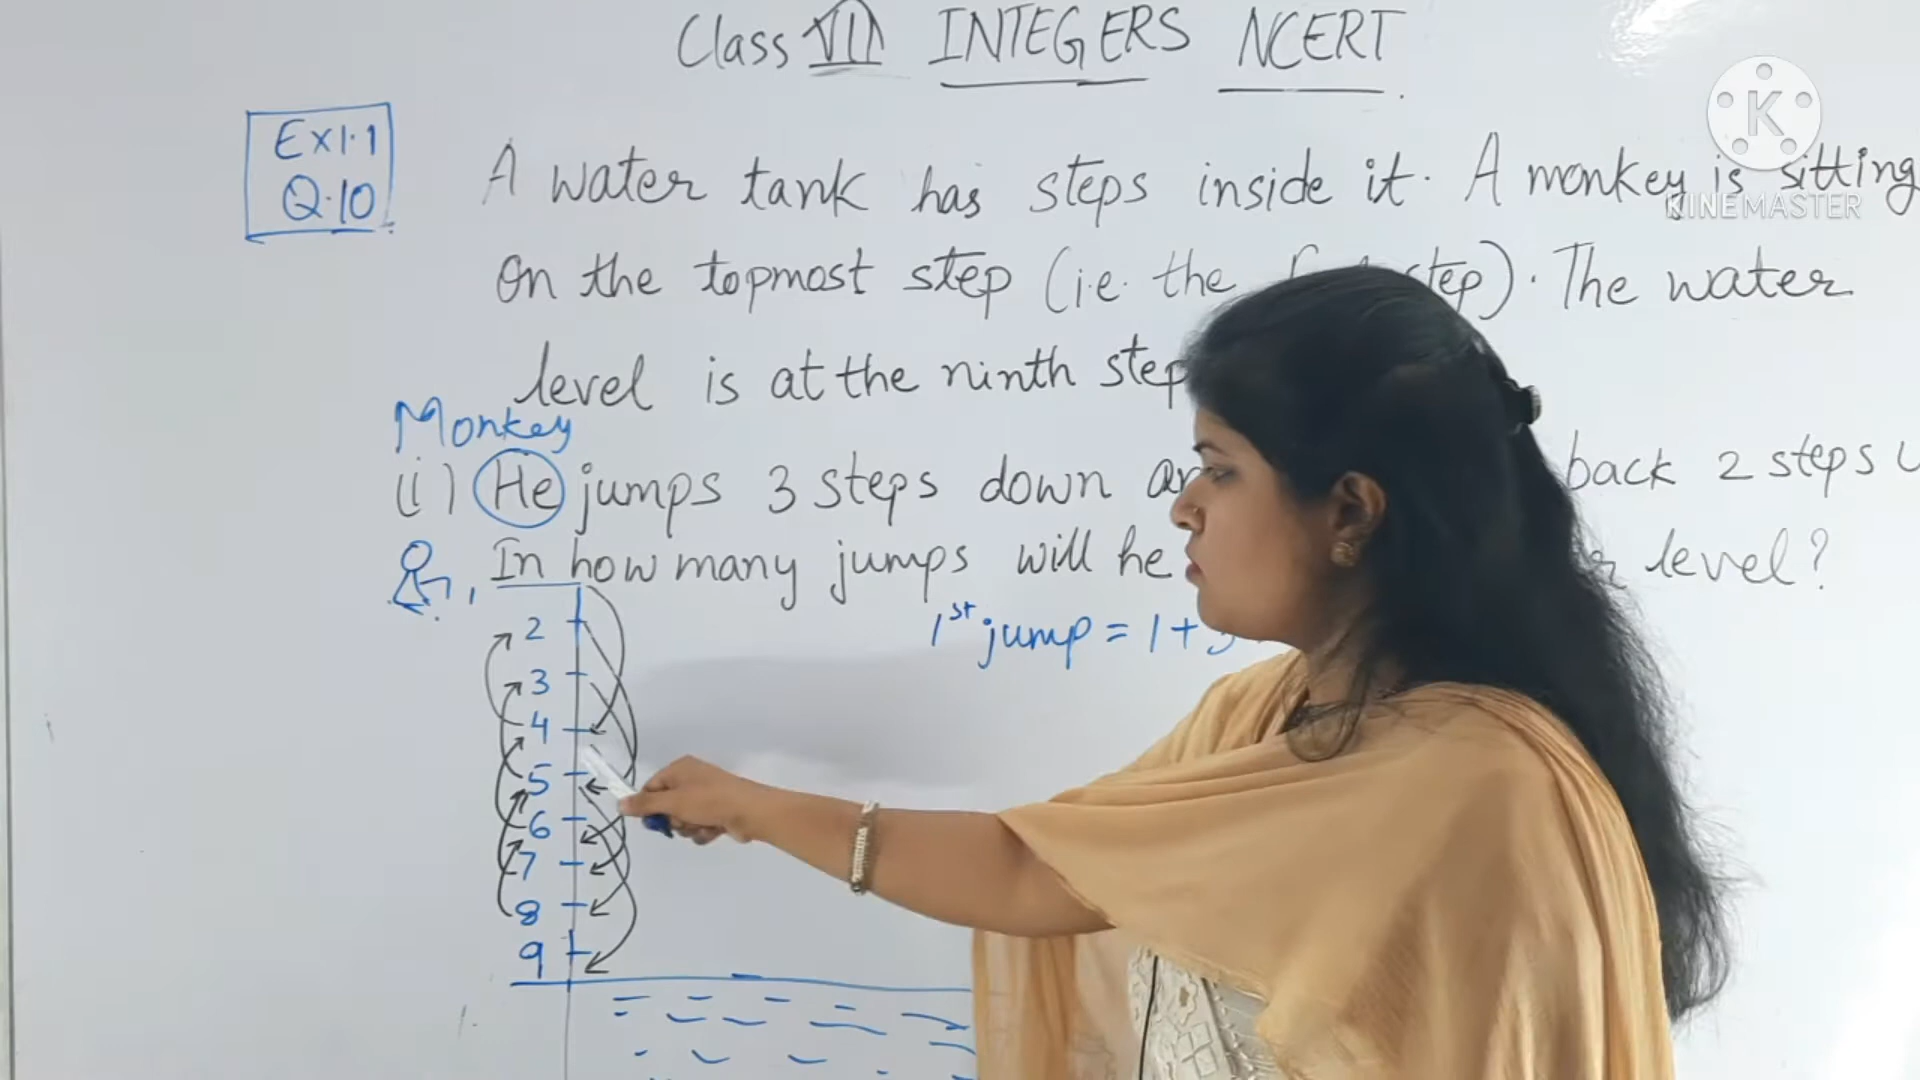 Class VII INTEGERS NCERT
Ex1.1
Q.10
A water tank has steps inside it. A monkey is sitting
on the topmost step (i.e. the step). The water
level is at the ninth step
Monkey
(i) He jumps 3 steps down back 2 steps
In how many jumps will he level?
1
2
3
4
5
6
7
8
9
1st jump = 1 + 3
K
KINEMASTER